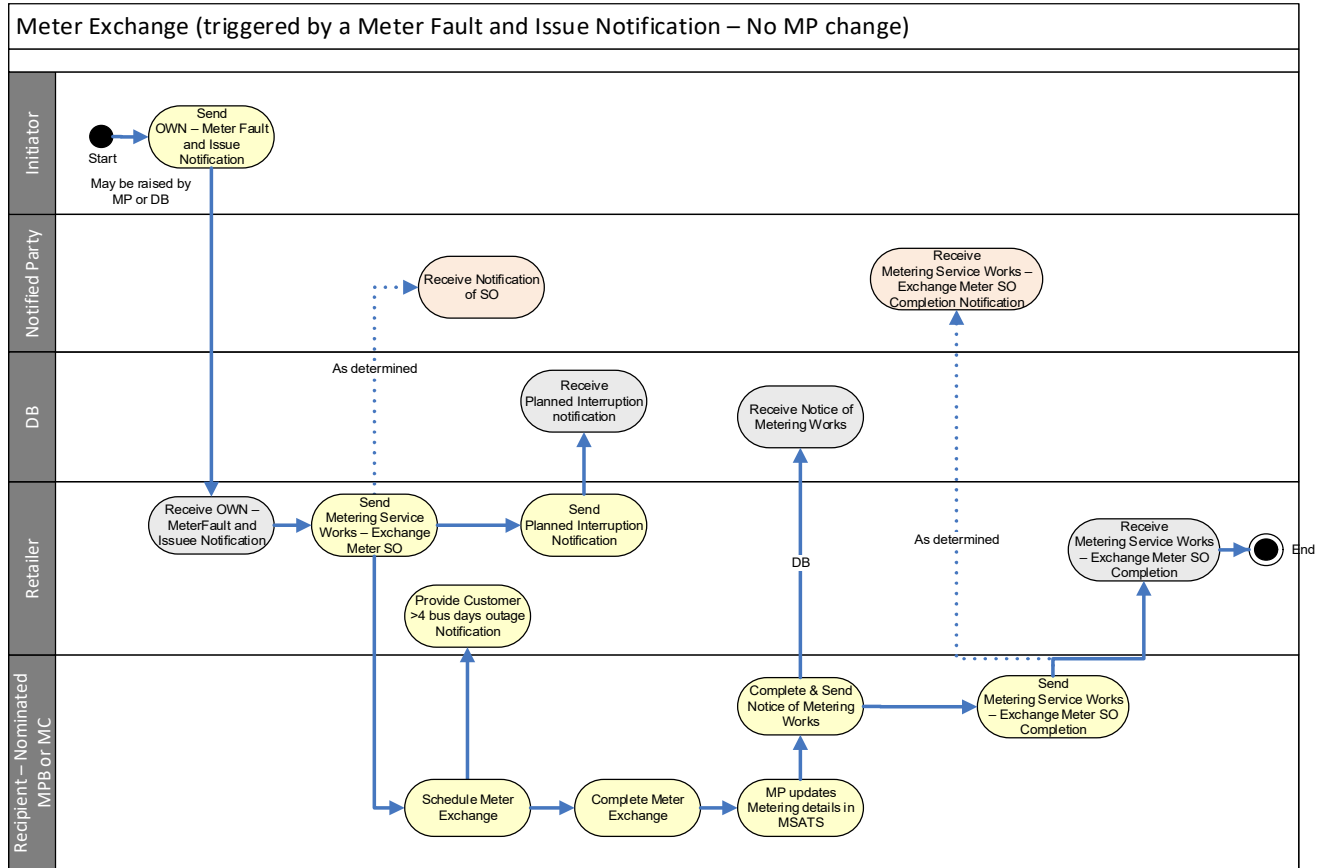 Meter Exchange (triggered by a Meter Fault and Issue Notification – No MP change)
Initiator
Start
Send
OWN – Meter Fault
and Issue
Notification
May be raised by
MP or DB
Notified Party
Receive Notification
of SO
Receive
Metering Service Works –
Exchange Meter SO
Completion Notification
As determined
DB
Receive
Planned Interruption
notification
Receive Notice of
Metering Works
Retailer
Receive OWN –
MeterFault and
Issuee Notification
Send
Metering Service
Works – Exchange
Meter SO
Send
Planned Interruption
Notification
Provide Customer
>4 bus days outage
Notification
DB
As determined
Receive
Metering Service Works
– Exchange Meter SO
Completion
End
Recipient – Nominated
MPB or MC
Complete & Send
Notice of Metering
Works
Send
Metering Service Works
– Exchange Meter SO
Completion
Schedule Meter
Exchange
Complete Meter
Exchange
MP updates
Metering details in
MSATS